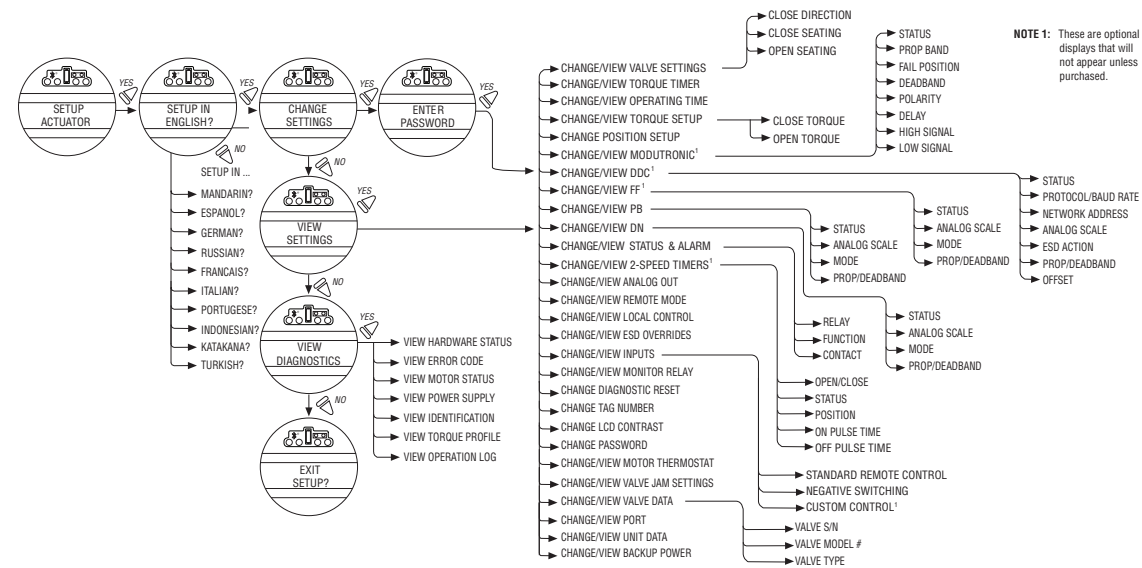 NOTE 1: These are optional
displays that will
not appear unless
purchased.
SETUP
ACTUATOR
YES
SETUP IN
ENGLISH?
YES
NO
SETUP IN ...
MANDARIN?
ESPANOL?
GERMAN?
RUSSIAN?
FRANCAIS?
ITALIAN?
PORTUGESE?
INDONESIAN?
KATAKANA?
TURKISH?
CHANGE
SETTINGS
YES
NO
ENTER
PASSWORD
YES
VIEW
SETTINGS
YES
NO
VIEW
DIAGNOSTICS
YES
NO
EXIT
SETUP?
VIEW HARDWARE STATUS
VIEW ERROR CODE
VIEW MOTOR STATUS
VIEW POWER SUPPLY
VIEW IDENTIFICATION
VIEW TORQUE PROFILE
VIEW OPERATION LOG
CHANGE/VIEW VALVE SETTINGS
CHANGE/VIEW TORQUE TIMER
CHANGE/VIEW OPERATING TIME
CHANGE/VIEW TORQUE SETUP
CHANGE POSITION SETUP
CHANGE/VIEW MODUTRONIC¹
CHANGE/VIEW DDC¹
CHANGE/VIEW FF¹
CHANGE/VIEW PB
CHANGE/VIEW DN
CHANGE/VIEW STATUS & ALARM
CHANGE/VIEW 2-SPEED TIMERS¹
CHANGE/VIEW ANALOG OUT
CHANGE/VIEW REMOTE MODE
CHANGE/VIEW LOCAL CONTROL
CHANGE/VIEW ESD OVERRIDES
CHANGE/VIEW INPUTS
CHANGE/VIEW MONITOR RELAY
CHANGE DIAGNOSTIC RESET
CHANGE TAG NUMBER
CHANGE LCD CONTRAST
CHANGE PASSWORD
CHANGE/VIEW MOTOR THERMOSTAT
CHANGE/VIEW VALVE JAM SETTINGS
CHANGE/VIEW VALVE DATA
CHANGE/VIEW PORT
CHANGE/VIEW UNIT DATA
CHANGE/VIEW BACKUP POWER
CLOSE DIRECTION
CLOSE SEATING
OPEN SEATING
CLOSE TORQUE
OPEN TORQUE
STATUS
PROP BAND
FAIL POSITION
DEADBAND
POLARITY
DELAY
HIGH SIGNAL
LOW SIGNAL
STATUS
PROTOCOL/BAUD RATE
NETWORK ADDRESS
ANALOG SCALE
ESD ACTION
PROP/DEADBAND
OFFSET
STATUS
ANALOG SCALE
MODE
PROP/DEADBAND
STATUS
ANALOG SCALE
MODE
PROP/DEADBAND
STATUS
ANALOG SCALE
MODE
PROP/DEADBAND
RELAY
FUNCTION
CONTACT
OPEN/CLOSE
STATUS
POSITION
ON PULSE TIME
OFF PULSE TIME
STANDARD REMOTE CONTROL
NEGATIVE SWITCHING
CUSTOM CONTROL¹
VALVE S/N
VALVE MODEL #
VALVE TYPE